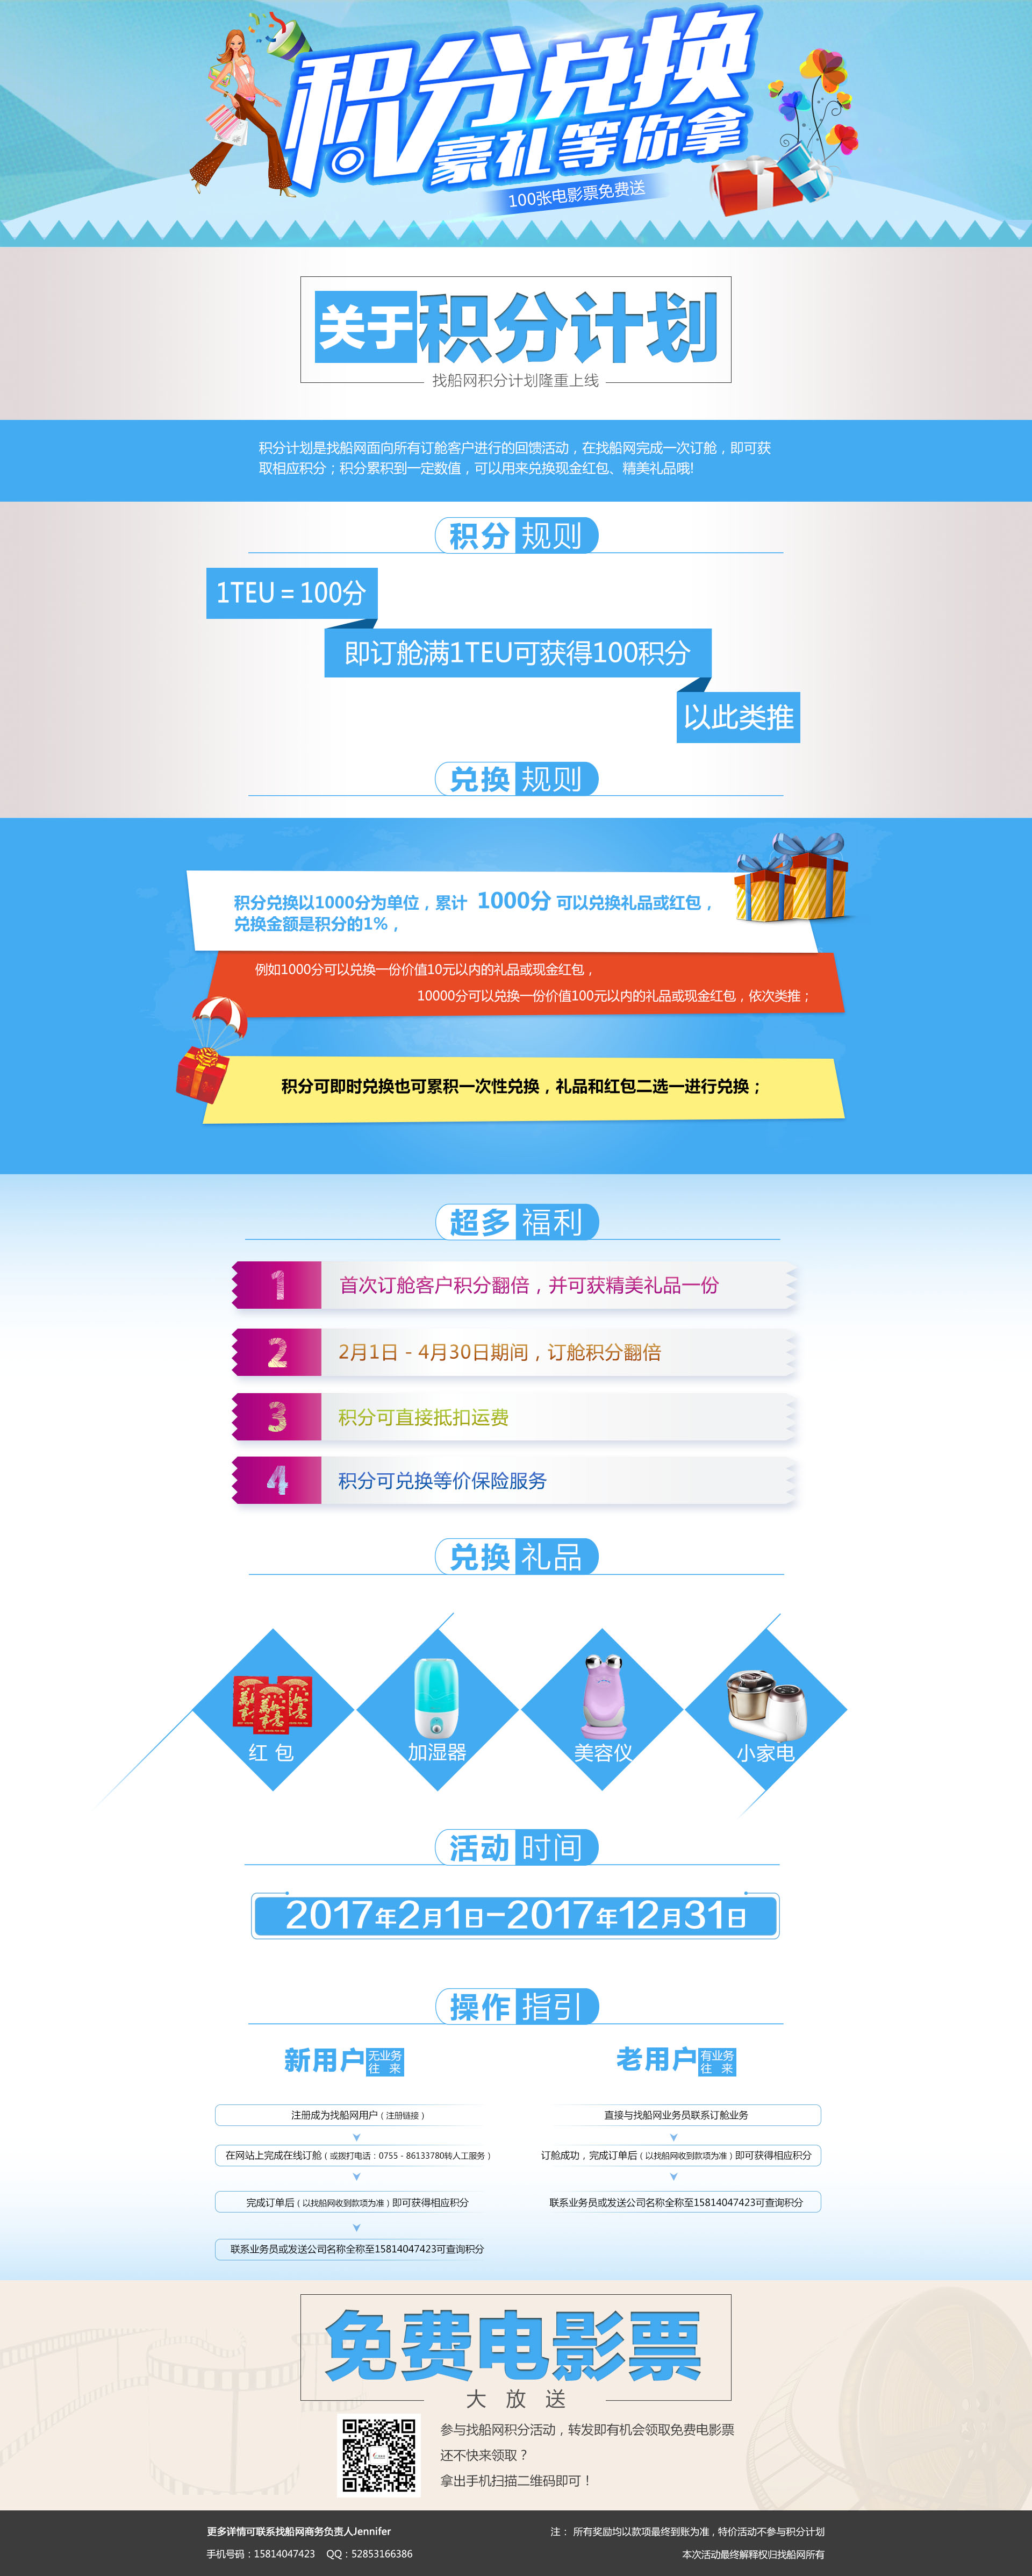 积分兑换
豪礼等你拿
100张电影票免费送
关于积分计划
找船网积分计划隆重上线
积分计划是找船网面向所有订舱客户进行的回馈活动，在找船网完成一次订舱，即可获
取相应积分；积分累积到一定数值，可以用来兑换现金红包、精美礼品哦!
积分规则
1TEU = 100分
即订舱满1TEU可获得100积分
以此类推
兑换规则
积分兑换以1000分为单位，累计 1000分 可以兑换礼品或红包，
兑换金额是积分的1%，
例如1000分可以兑换一份价值10元以内的礼品或现金红包，
10000分可以兑换一份价值100元以内的礼品或现金红包，依次类推；
积分可即时兑换也可累积一次性兑换，礼品和红包二选一进行兑换；
超多福利
1 首次订舱客户积分翻倍，并可获精美礼品一份
2 2月1日 - 4月30日期间，订舱积分翻倍
3 积分可直接抵扣运费
4 积分可兑换等价保险服务
兑换礼品
红 包
加湿器
美容仪
小家电
活动时间
2017年2月1日-2017年12月31日
操作指引
新用户 无业务往来
注册成为找船网用户（注册链接）
在网站上完成在线订舱（或拨打电话：0755 - 86133780转人工服务）
完成订单后（以找船网收到款项为准）即可获得相应积分
联系业务员或发送公司名称全称至15814047423可查询积分
老用户 有业务往来
直接与找船网业务员联系订舱业务
订舱成功，完成订单后（以找船网收到款项为准）即可获得相应积分
联系业务员或发送公司名称全称至15814047423可查询积分
免费电影票
大 放 送
参与找船网积分活动，转发即有机会领取免费电影票
还不快来领取？
拿出手机扫描二维码即可！
更多详情可联系找船网商务负责人Jennifer
手机号码：15814047423 QQ：52853166386
注： 所有奖励均以款项最终到账为准，特价活动不参与积分计划
本次活动最终解释权归找船网所有